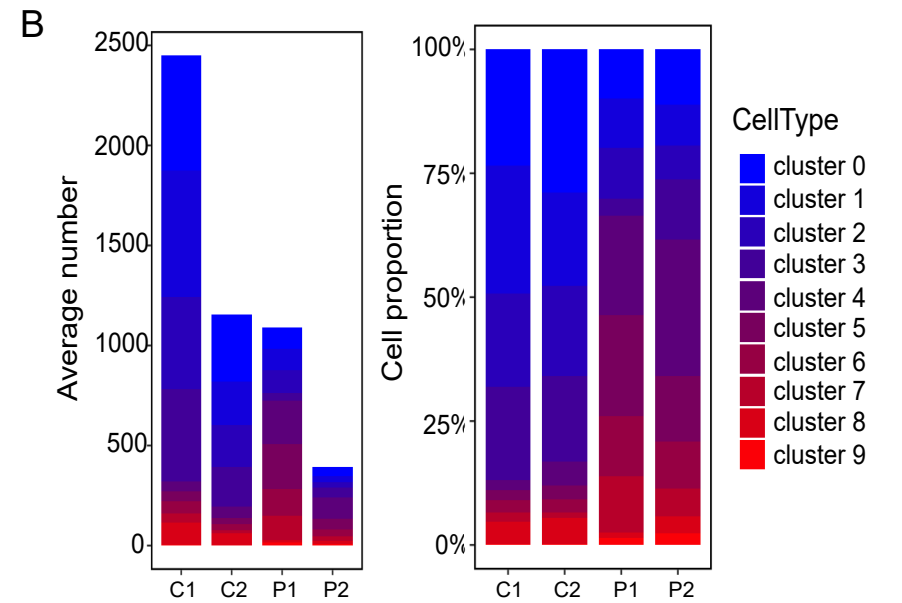 B
Average number
2500
2000
1500
1000
500
0
C1 C2 P1 P2
Cell proportion
100%
75%
50%
25%
0%
C1 C2 P1 P2
CellType
cluster 0
cluster 1
cluster 2
cluster 3
cluster 4
cluster 5
cluster 6
cluster 7
cluster 8
cluster 9